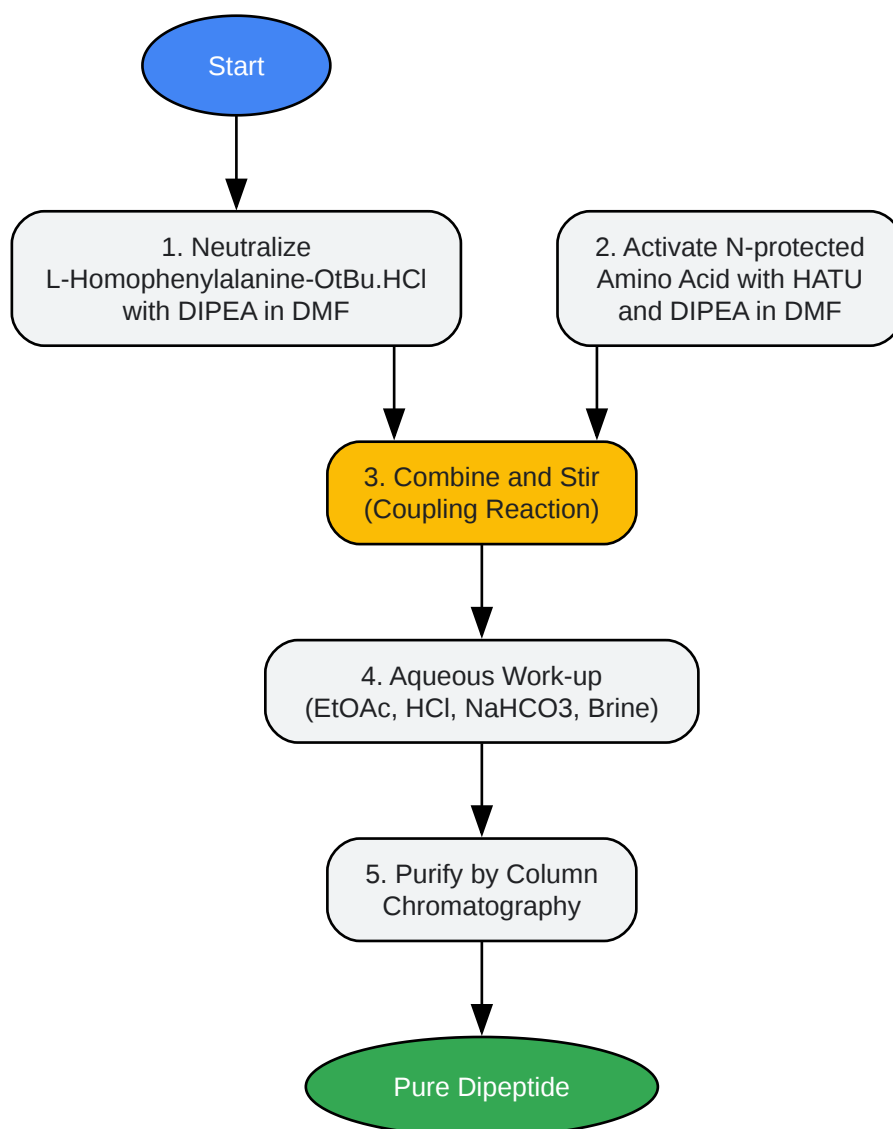 Start
1. Neutralize
L-Homophenylalanine-OtBu.HCl
with DIPEA in DMF
2. Activate N-protected
Amino Acid with HATU
and DIPEA in DMF
3. Combine and Stir
(Coupling Reaction)
4. Aqueous Work-up
(EtOAc, HCl, NaHCO3, Brine)
5. Purify by Column
Chromatography
Pure Dipeptide